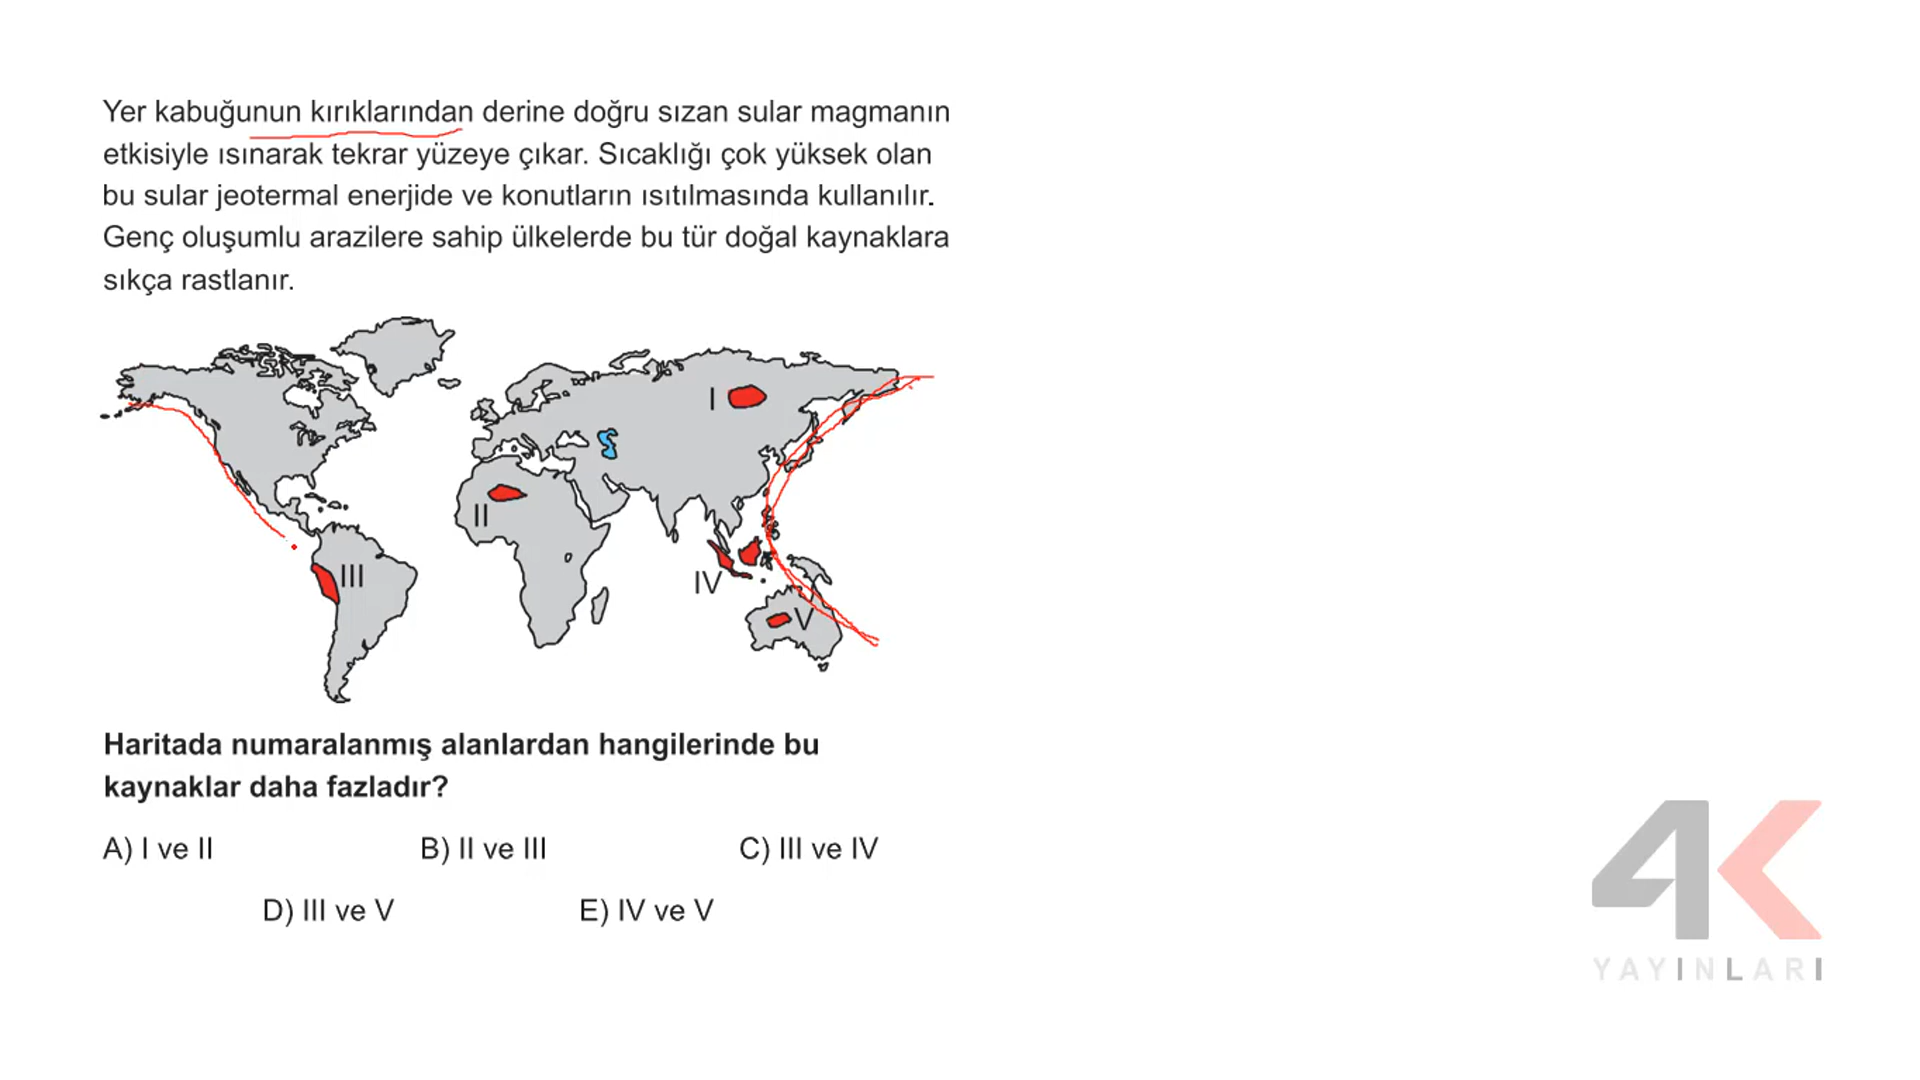 Yer kabuğunun kırıklarından derine doğru sızan sular magmanın
etkisiyle ısınarak tekrar yüzeye çıkar. Sıcaklığı çok yüksek olan
bu sular jeotermal enerjide ve konutların ısıtılmasında kullanılır.
Genç oluşumlu arazilere sahip ülkelerde bu tür doğal kaynaklara
sıkça rastlanır.
I
II
III
IV
V
Haritada numaralanmış alanlardan hangilerinde bu
kaynaklar daha fazladır?
A) I ve II B) II ve III C) III ve IV
D) III ve V E) IV ve V
4K
YAYINLARI